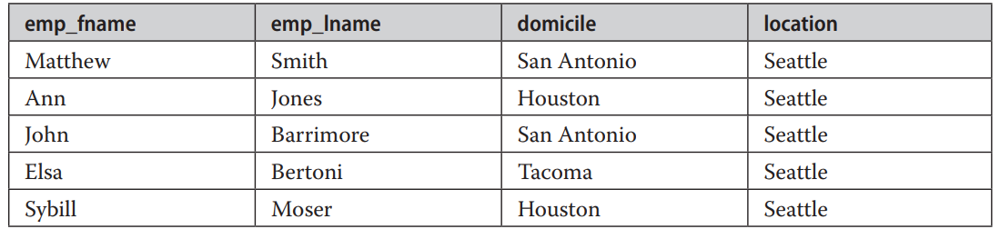 emp_fname emp_lname domicile location
Matthew Smith San Antonio Seattle
Ann Jones Houston Seattle
John Barrimore San Antonio Seattle
Elsa Bertoni Tacoma Seattle
Sybill Moser Houston Seattle